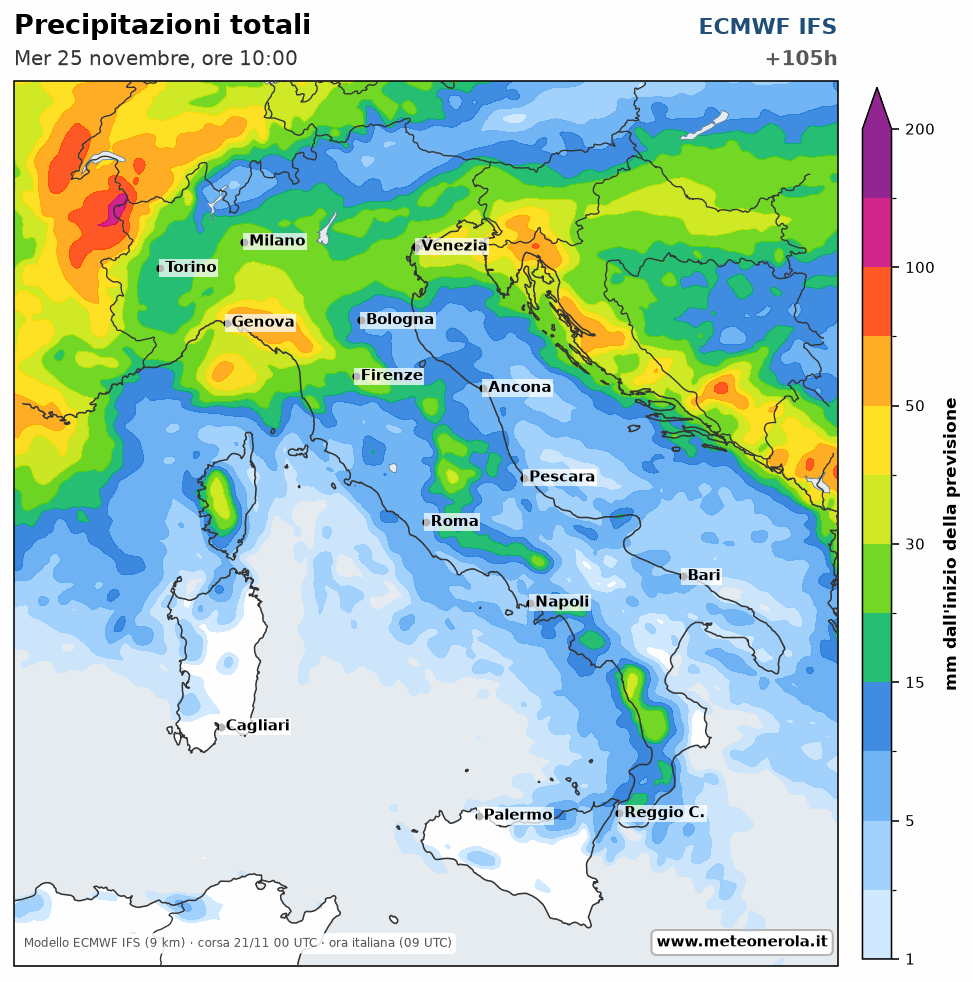 Precipitazioni totali
ECMWF IFS
Mer 25 novembre, ore 10:00
+105h
200
100
50
30
15
5
1
mm dall'inizio della previsione
Milano
Venezia
Torino
Genova
Bologna
Firenze
Ancona
Pescara
Roma
Bari
Napoli
Cagliari
Palermo
Reggio C.
Modello ECMWF IFS (9 km) · corsa 21/11 00 UTC · ora italiana (09 UTC)
www.meteonerola.it